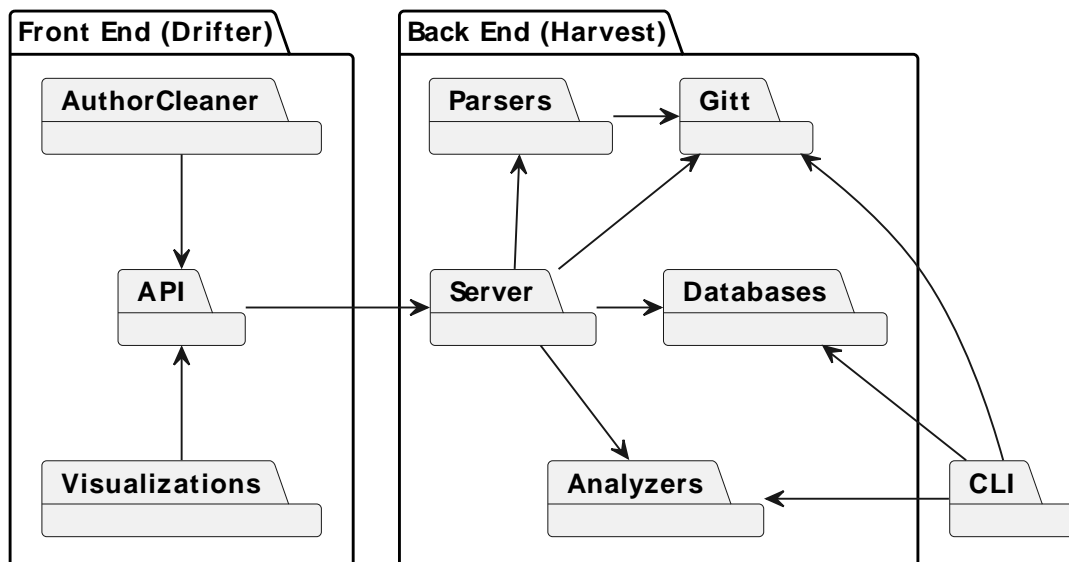 Front End (Drifter)
Back End (Harvest)
AuthorCleaner
Parsers
Gitt
API
Server
Databases
Visualizations
Analyzers
CLI